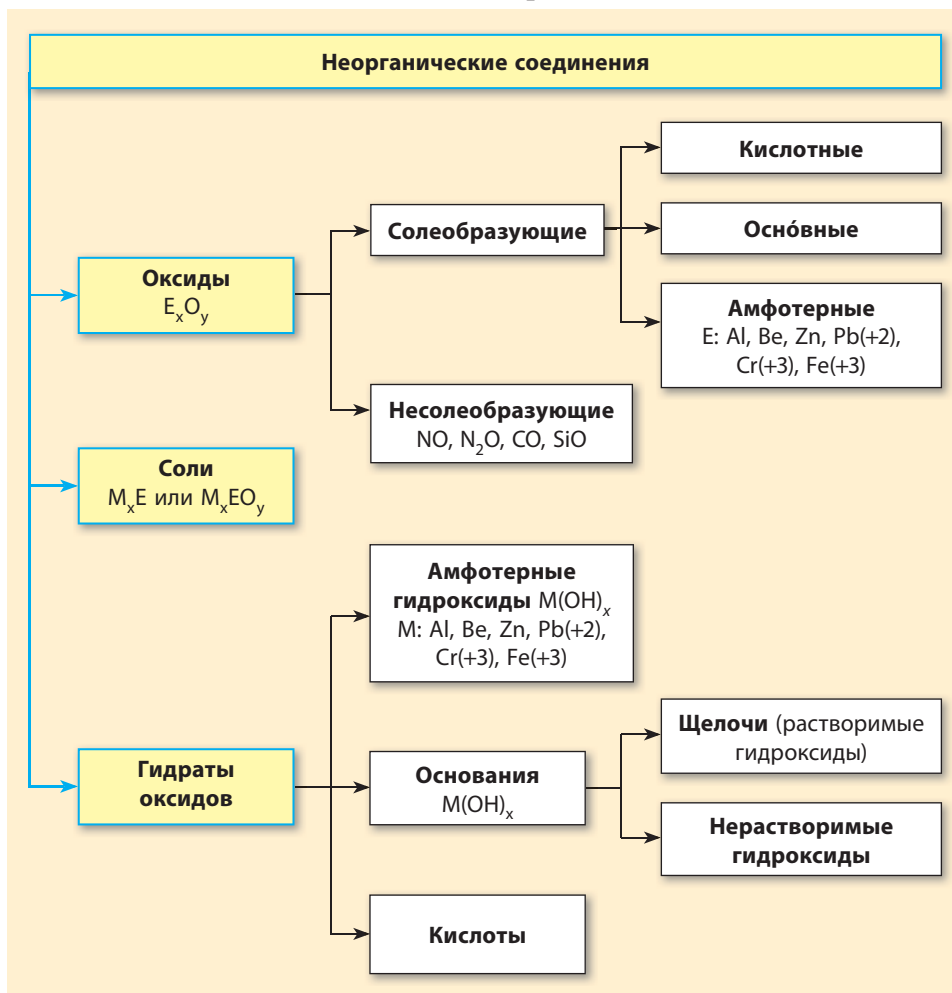 Неорганические соединения
Кислотные
Солеобразующие
Оснόвные
Оксиды
ExOy
Амфотерные
E: Al, Be, Zn, Pb(+2),
Cr(+3), Fe(+3)
Несолеобразующие
NO, N2O, CO, SiO
Соли
MxE или MxEOy
Амфотерные
гидроксиды M(OH)x
M: Al, Be, Zn, Pb(+2),
Cr(+3), Fe(+3)
Щелочи (растворимые
гидроксиды)
Гидраты
оксидов
Основания
M(OH)x
Нерастворимые
гидроксиды
Кислоты